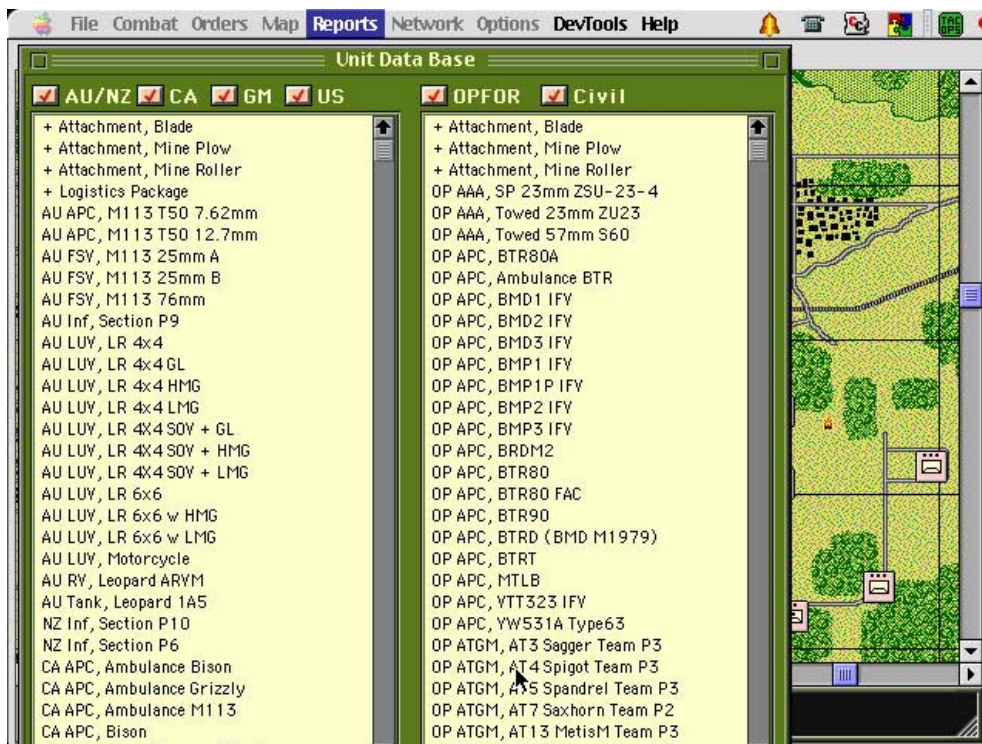 File Combat Orders Map Reports Network Options DevTools Help
TAC OPS
Unit Data Base
AU/NZ CA GM US
OPFOR Civil
+ Attachment, Blade
+ Attachment, Mine Plow
+ Attachment, Mine Roller
+ Logistics Package
AU APC, M113 T50 7.62mm
AU APC, M113 T50 12.7mm
AU FSV, M113 25mm A
AU FSV, M113 25mm B
AU FSV, M113 76mm
AU Inf, Section P9
AU LUV, LR 4x4
AU LUV, LR 4x4 GL
AU LUV, LR 4x4 HMG
AU LUV, LR 4x4 LMG
AU LUV, LR 4X4 SOV + GL
AU LUV, LR 4X4 SOV + HMG
AU LUV, LR 4X4 SOV + LMG
AU LUV, LR 6x6
AU LUV, LR 6x6 w HMG
AU LUV, LR 6x6 w LMG
AU LUV, Motorcycle
AU RV, Leopard ARVM
AU Tank, Leopard 1A5
NZ Inf, Section P10
NZ Inf, Section P6
CA APC, Ambulance Bison
CA APC, Ambulance Grizzly
CA APC, Ambulance M113
CA APC, Bison
+ Attachment, Blade
+ Attachment, Mine Plow
+ Attachment, Mine Roller
OP AAA, SP 23mm ZSU-23-4
OP AAA, Towed 23mm ZU23
OP AAA, Towed 57mm S60
OP APC, BTR80A
OP APC, Ambulance BTR
OP APC, BMD1 IFV
OP APC, BMD2 IFV
OP APC, BMD3 IFV
OP APC, BMP1 IFV
OP APC, BMP1P IFV
OP APC, BMP2 IFV
OP APC, BMP3 IFV
OP APC, BRDM2
OP APC, BTR80
OP APC, BTR80 FAC
OP APC, BTR90
OP APC, BTRD (BMD M1979)
OP APC, BTRT
OP APC, MTLB
OP APC, VTT323 IFV
OP APC, YW531A Type63
OP ATGM, AT3 Sagger Team P3
OP ATGM, AT4 Spigot Team P3
OP ATGM, AT5 Spandrel Team P3
OP ATGM, AT7 Saxhorn Team P2
OP ATGM, AT13 MetisM Team P3